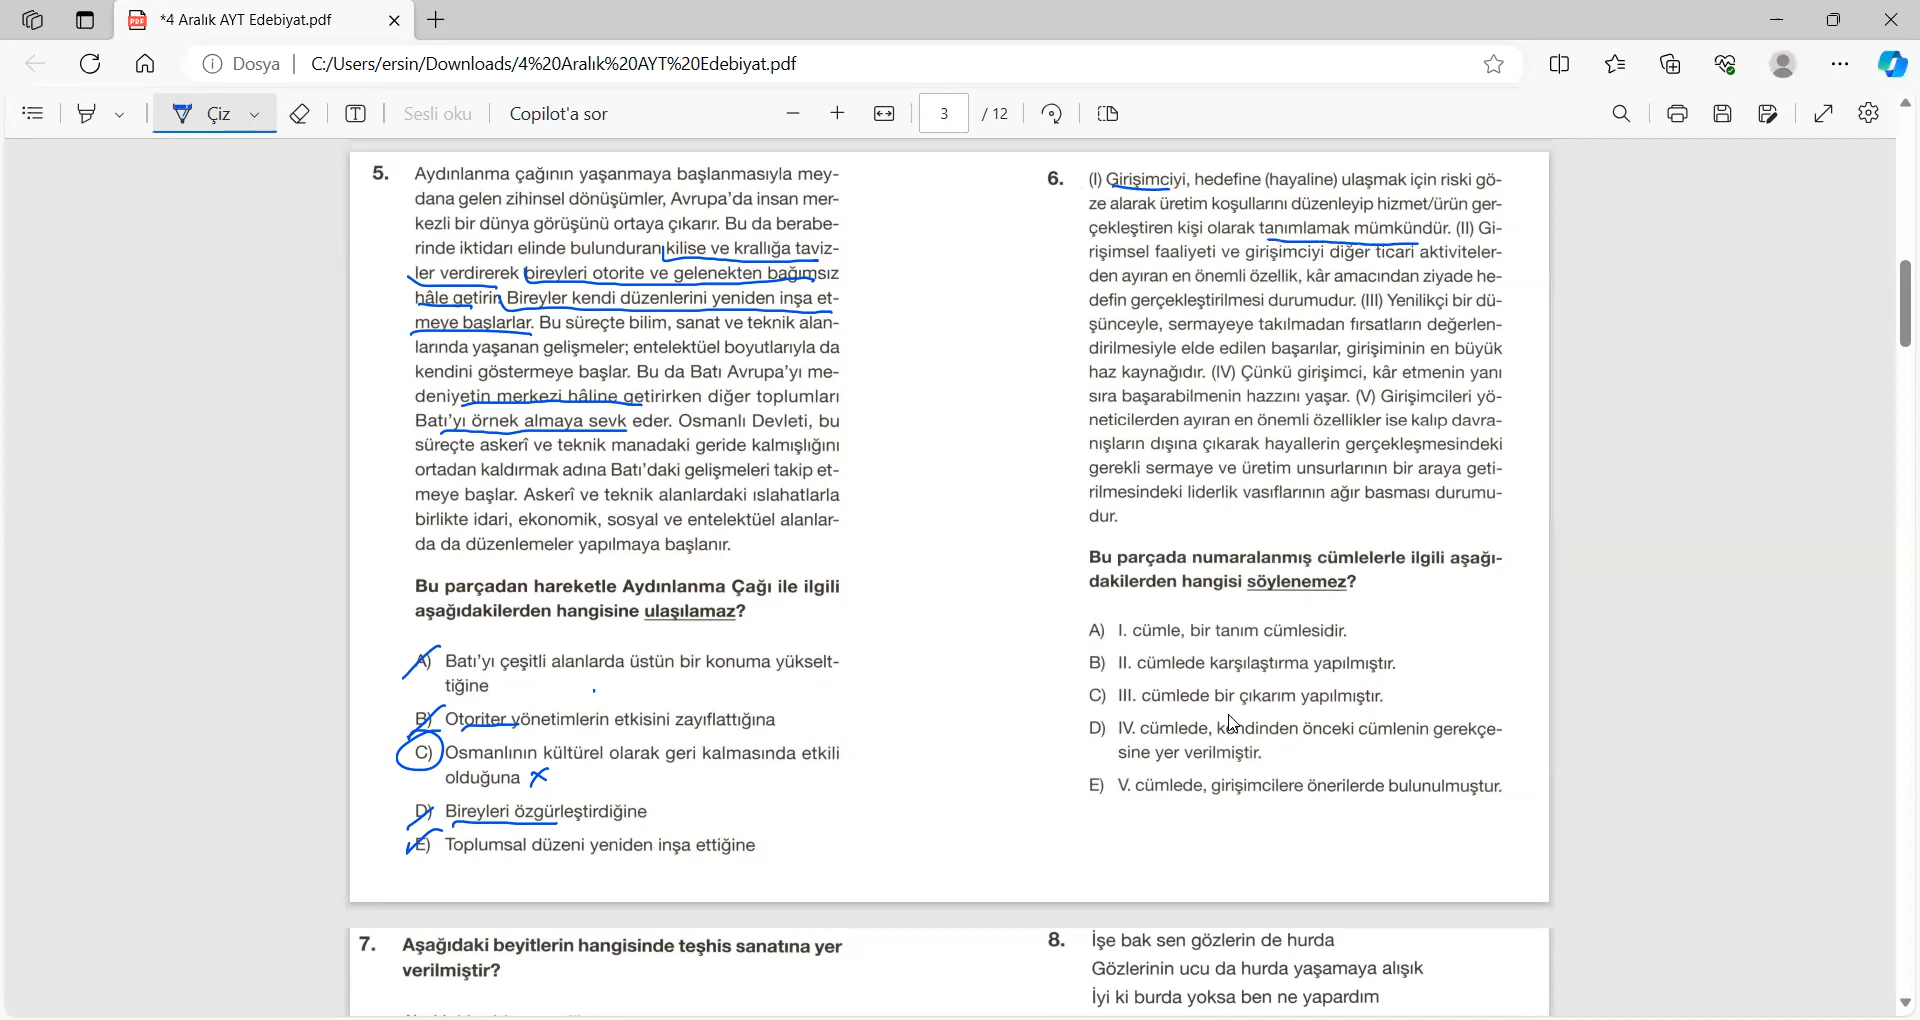 *4 Aralık AYT Edebiyat.pdf
Dosya
C:/Users/ersin/Downloads/4%20Aralık%20AYT%20Edebiyat.pdf
Çiz
Sesli oku
Copilot'a sor
3
/ 12
5.
Aydınlanma çağının yaşanmaya başlanmasıyla mey-
dana gelen zihinsel dönüşümler, Avrupa'da insan mer-
kezli bir dünya görüşünü ortaya çıkarır. Bu da berabe-
rinde iktidarı elinde bulunduran kilise ve krallığa taviz-
ler verdirerek bireyleri otorite ve gelenekten bağımsız
hâle getirir. Bireyler kendi düzenlerini yeniden inşa et-
meye başlarlar. Bu süreçte bilim, sanat ve teknik alan-
larında yaşanan gelişmeler; entelektüel boyutlarıyla da
kendini göstermeye başlar. Bu da Batı Avrupa'yı me-
deniyetin merkezi hâline getirirken diğer toplumları
Batı'yı örnek almaya sevk eder. Osmanlı Devleti, bu
süreçte askerî ve teknik manadaki geride kalmışlığını
ortadan kaldırmak adına Batı'daki gelişmeleri takip et-
meye başlar. Askerî ve teknik alanlardaki ıslahatlarla
birlikte idari, ekonomik, sosyal ve entelektüel alanlar-
da da düzenlemeler yapılmaya başlanır.
Bu parçadan hareketle Aydınlanma Çağı ile ilgili
aşağıdakilerden hangisine ulaşılamaz?
A) Batı'yı çeşitli alanlarda üstün bir konuma yükselt-
tiğine
B) Otoriter yönetimlerin etkisini zayıflattığına
C) Osmanlının kültürel olarak geri kalmasında etkili
olduğuna
D) Bireyleri özgürleştirdiğine
E) Toplumsal düzeni yeniden inşa ettiğine
6.
(I) Girişimciyi, hedefine (hayaline) ulaşmak için riski gö-
ze alarak üretim koşullarını düzenleyip hizmet/ürün ger-
çekleştiren kişi olarak tanımlamak mümkündür. (II) Gi-
rişimsel faaliyeti ve girişimciyi diğer ticari aktiviteler-
den ayıran en önemli özellik, kâr amacından ziyade he-
defin gerçekleştirilmesi durumudur. (III) Yenilikçi bir dü-
şünceyle, sermayeye takılmadan fırsatların değerlen-
dirilmesiyle elde edilen başarılar, girişiminin en büyük
haz kaynağıdır. (IV) Çünkü girişimci, kâr etmenin yanı
sıra başarabilmenin hazzını yaşar. (V) Girişimcileri yö-
neticilerden ayıran en önemli özellikler ise kalıp davra-
nışların dışına çıkarak hayallerin gerçekleşmesindeki
gerekli sermaye ve üretim unsurlarının bir araya geti-
rilmesindeki liderlik vasıflarının ağır basması durumu-
dur.
Bu parçada numaralanmış cümlelerle ilgili aşağı-
dakilerden hangisi söylenemez?
A) I. cümle, bir tanım cümlesidir.
B) II. cümlede karşılaştırma yapılmıştır.
C) III. cümlede bir çıkarım yapılmıştır.
D) IV. cümlede, kendinden önceki cümlenin gerekçe-
sine yer verilmiştir.
E) V. cümlede, girişimcilere önerilerde bulunulmuştur.
7.
Aşağıdaki beyitlerin hangisinde teşhis sanatına yer
verilmiştir?
8.
İşe bak sen gözlerin de hurda
Gözlerinin ucu da hurda yaşamaya alışık
İyi ki burda yoksa ben ne yapardım